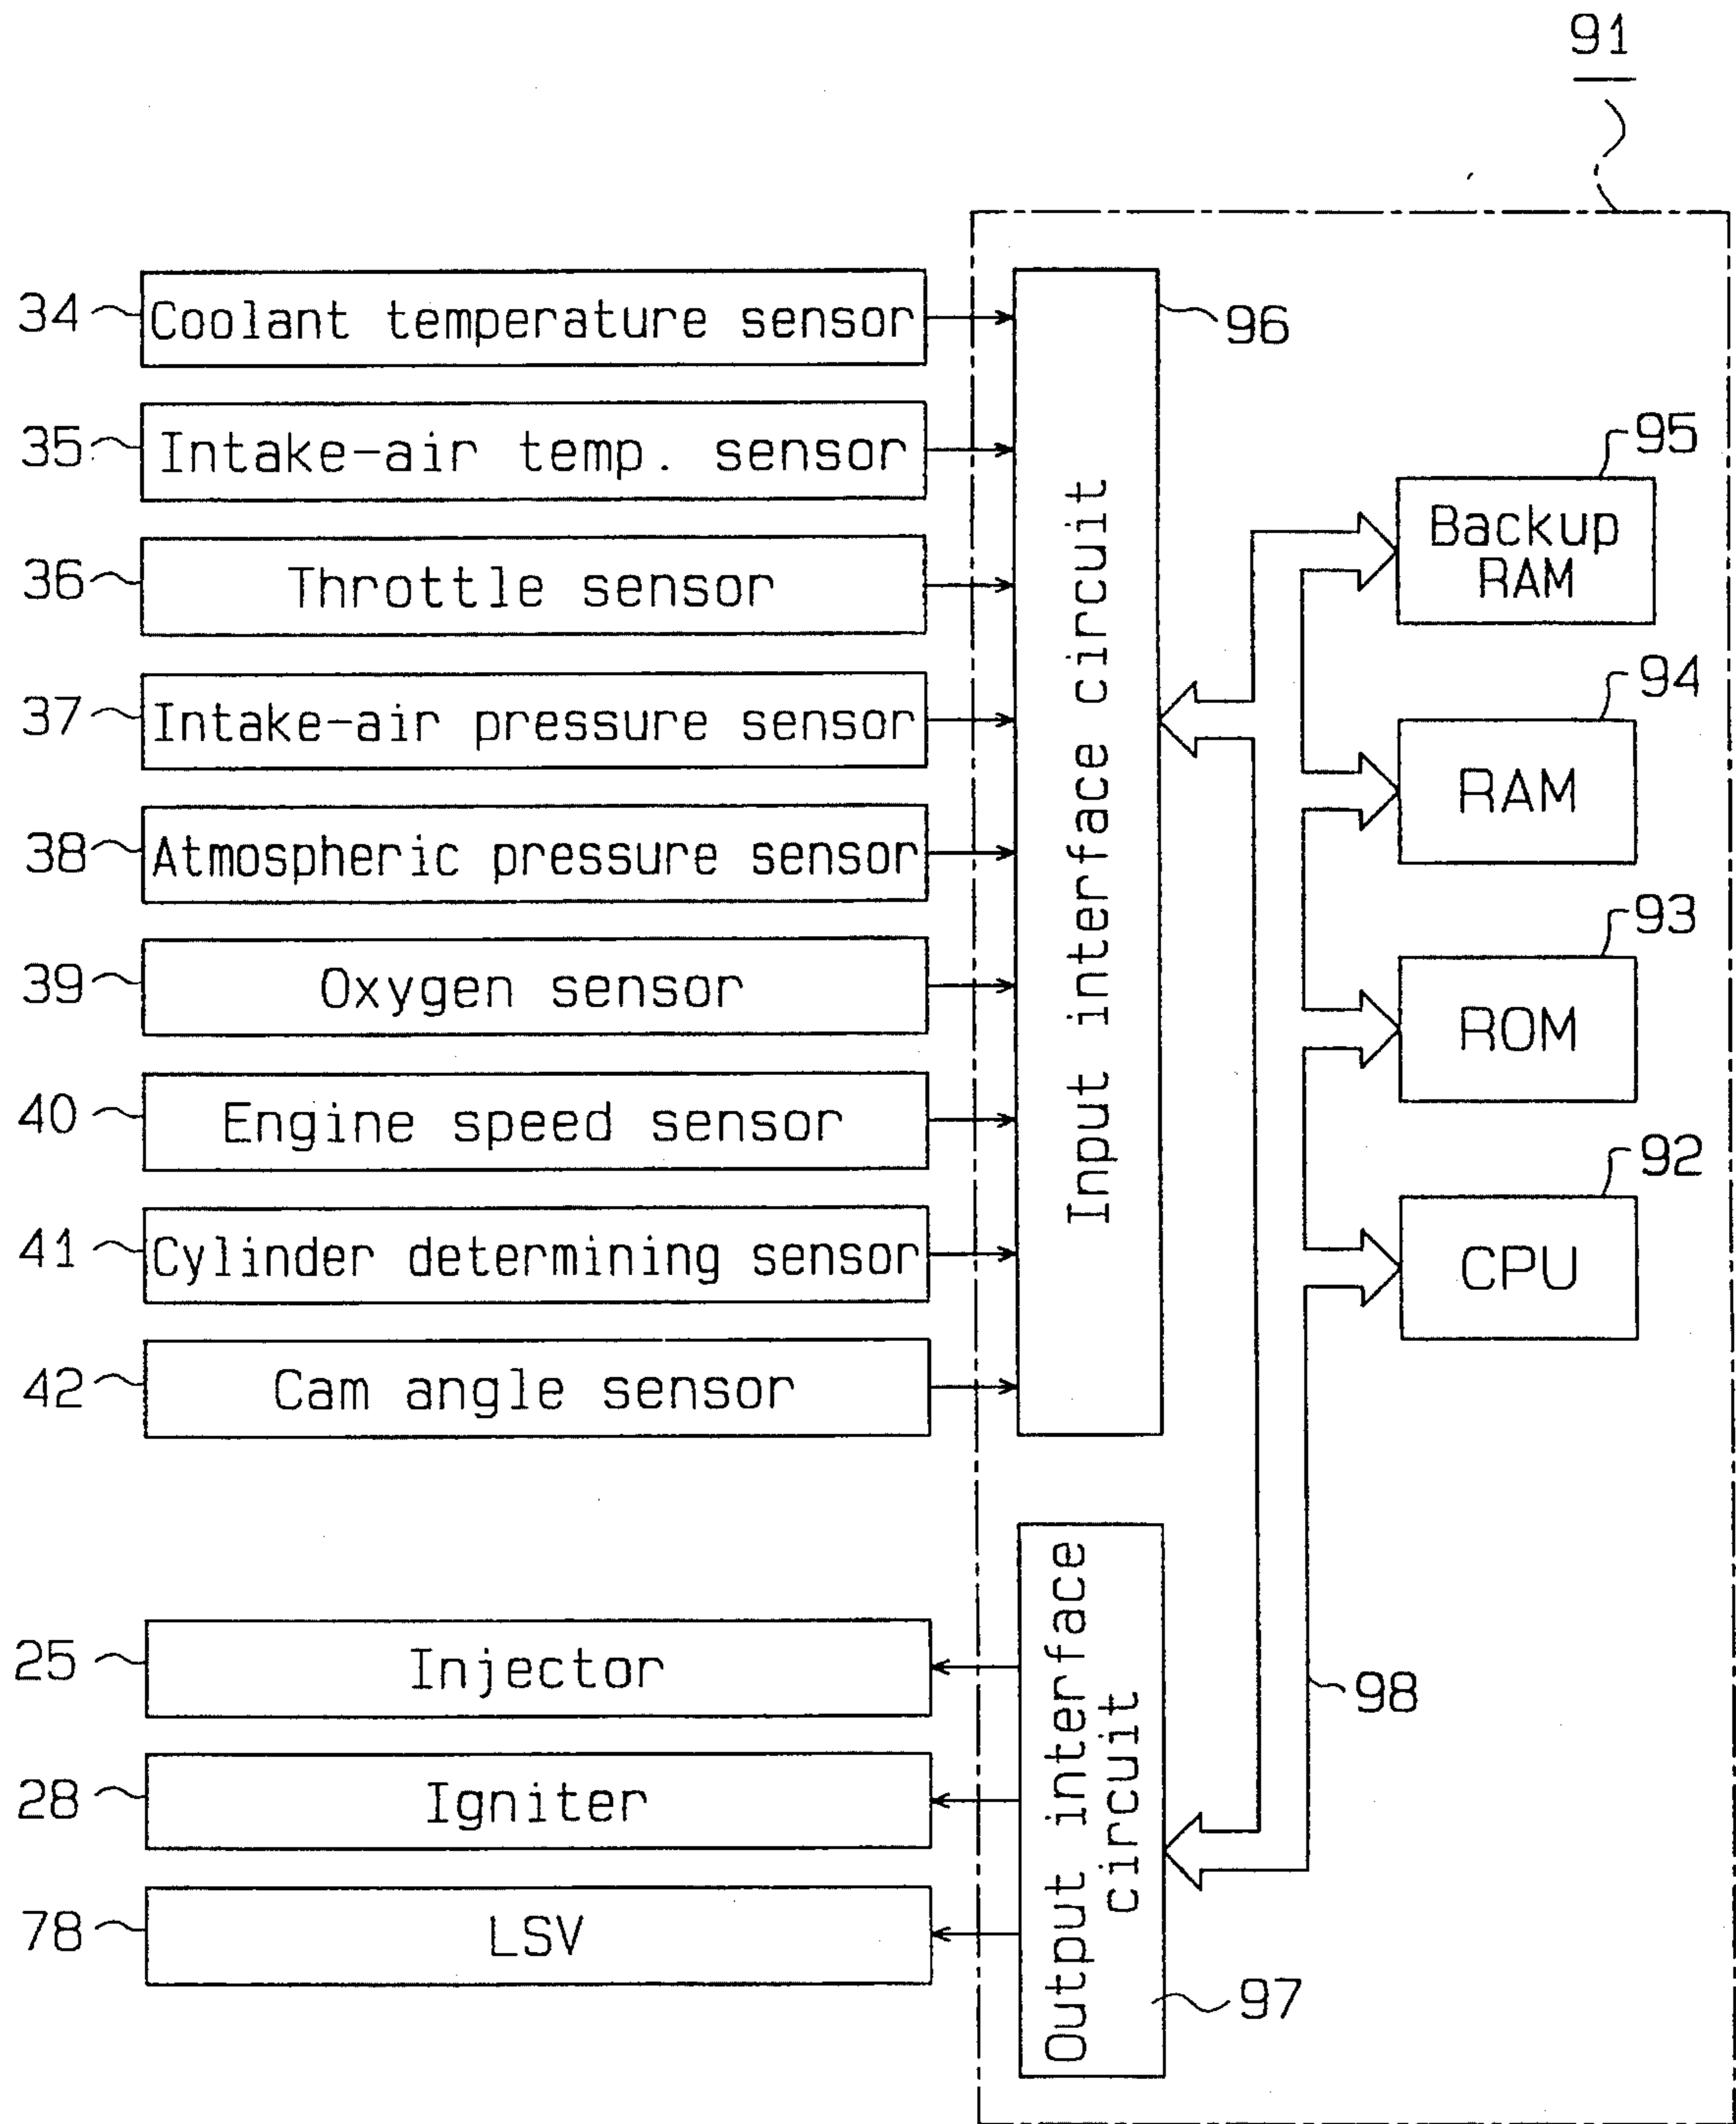 91
34 Coolant temperature sensor
35 Intake-air temp. sensor
36 Throttle sensor
37 Intake-air pressure sensor
38 Atmospheric pressure sensor
39 Oxygen sensor
40 Engine speed sensor
41 Cylinder determining sensor
42 Cam angle sensor
Input interface circuit
96
95
Backup
RAM
94
RAM
93
ROM
92
CPU
25 Injector
28 Igniter
78 LSV
Output interface
circuit
97
98